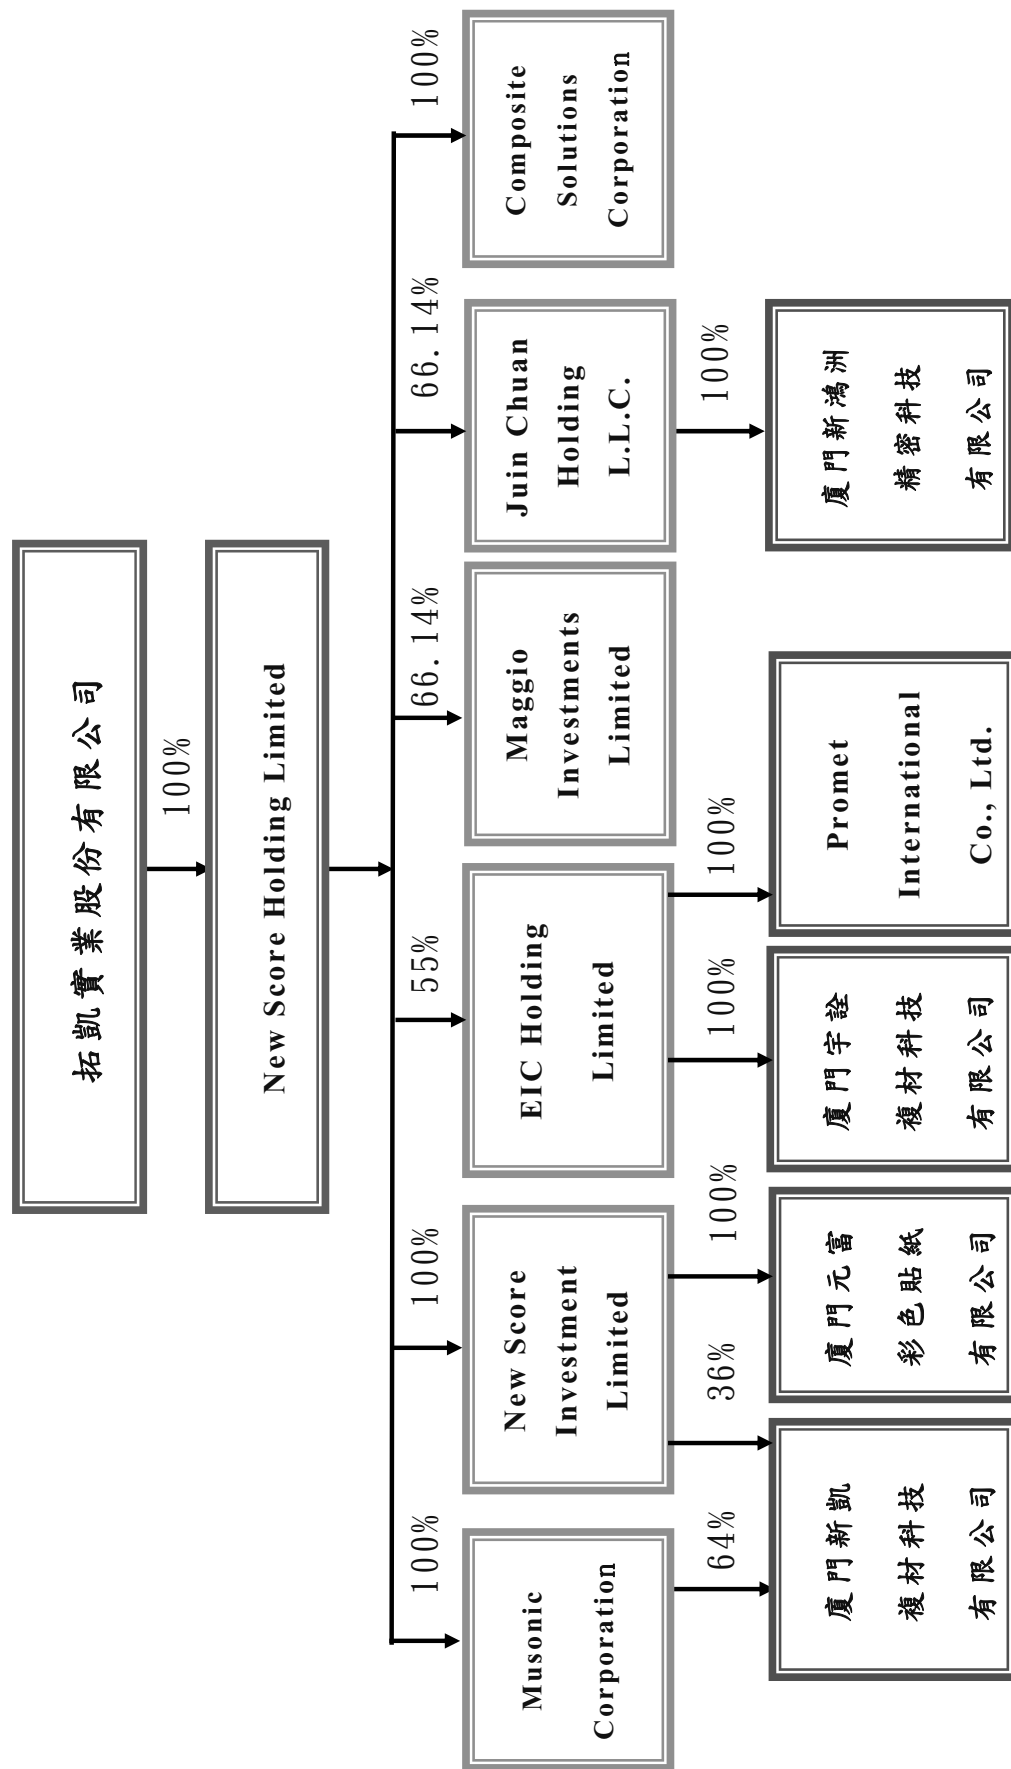 拓凱實業股份有限公司
100%
New Score Holding Limited
100%
100%
55%
66.14%
66.14%
100%
Musonic
Corporation
New Score
Investment
Limited
EIC Holding
Limited
Maggio
Investments
Limited
Juin Chuan
Holding
L.L.C.
Composite
Solutions
Corporation
64%
36%
100%
100%
100%
100%
廈門新凱
複材科技
有限公司
廈門元富
彩色貼紙
有限公司
廈門宇詮
複材科技
有限公司
Promet
International
Co., Ltd.
廈門新鴻洲
精密科技
有限公司